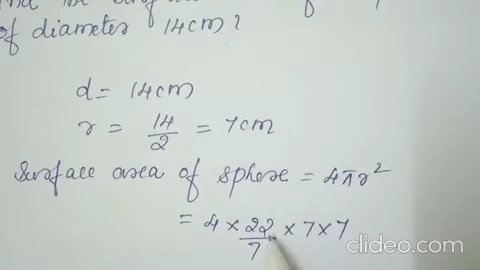 of diameter 14cm?
d = 14cm
r = 14/2 = 7cm
Surface area of sphere = 4πr²
= 4 × 22/7 × 7 × 7
clideo.com